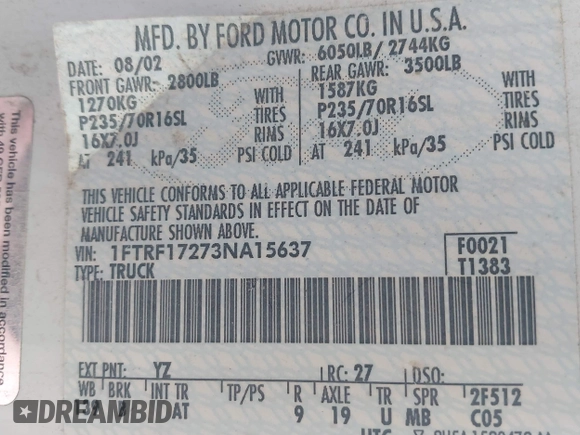 MFD. BY FORD MOTOR CO. IN U.S.A.
DATE: 08/02 GVWR: 6050LB/ 2744KG
FRONT GAWR: 2800LB REAR GAWR: 3500LB
1270KG WITH 1587KG WITH
P235/70R16SL TIRES P235/70R16SL TIRES
16X7.0J RIMS 16X7.0J RIMS
AT 241 kPa/35 PSI COLD AT 241 kPa/35 PSI COLD
THIS VEHICLE CONFORMS TO ALL APPLICABLE FEDERAL MOTOR
VEHICLE SAFETY STANDARDS IN EFFECT ON THE DATE OF
MANUFACTURE SHOWN ABOVE.
VIN: 1FTRF17273NA15637 F0021
TYPE: TRUCK T1383
EXT PNT: YZ RC: 27 DSO:
WB BRK INT TR TP/PS R AXLE TR SPR 2F512
AT 9 19 U MB C05
UTC
This vehicle has been modified in accordance
with 49 CFR
DREAMBID